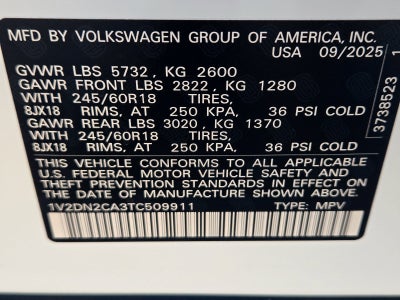 MFD BY VOLKSWAGEN GROUP OF AMERICA, INC.
USA 09/2025
GVWR LBS 5732 , KG 2600
GAWR FRONT LBS 2822 , KG 1280
WITH 245/60R18 TIRES,
8JX18 RIMS, AT 250 KPA, 36 PSI COLD
GAWR REAR LBS 3020 , KG 1370
WITH 245/60R18 TIRES,
8JX18 RIMS, AT 250 KPA, 36 PSI COLD
THIS VEHICLE CONFORMS TO ALL APPLICABLE
U.S. FEDERAL MOTOR VEHICLE SAFETY AND
THEFT PREVENTION STANDARDS IN EFFECT ON
THE DATE OF MANUFACTURE SHOWN ABOVE.
1V2DN2CA3TC509911 TYPE: MPV
3738523 1